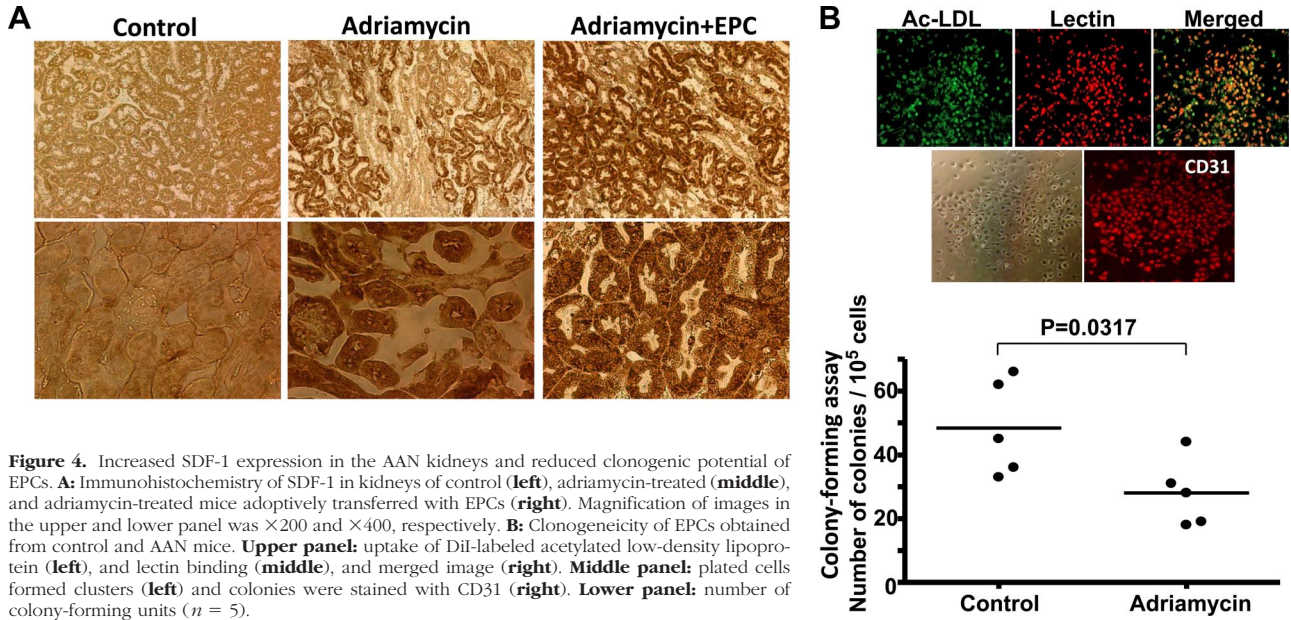 A
Control
Adriamycin
Adriamycin+EPC
Figure 4. Increased SDF-1 expression in the AAN kidneys and reduced clonogenic potential of
EPCs. A: Immunohistochemistry of SDF-1 in kidneys of control (left), adriamycin-treated (middle),
and adriamycin-treated mice adoptively transferred with EPCs (right). Magnification of images in
the upper and lower panel was ×200 and ×400, respectively. B: Clonogeneicity of EPCs obtained
from control and AAN mice. Upper panel: uptake of DiI-labeled acetylated low-density lipopro-
tein (left), and lectin binding (middle), and merged image (right). Middle panel: plated cells
formed clusters (left) and colonies were stained with CD31 (right). Lower panel: number of
colony-forming units (n = 5).
B
Ac-LDL
Lectin
Merged
CD31
P=0.0317
Colony-forming assay
Number of colonies / 10⁵ cells
60
40
20
0
Control
Adriamycin